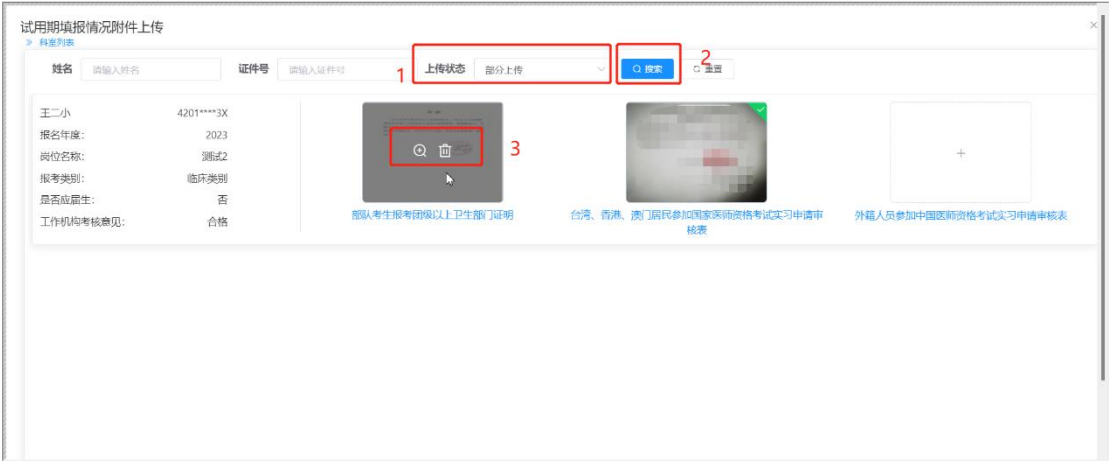 试用期填报情况附件上传
×
» 科室列表
姓名 请输入姓名 证件号 请输入证件号 1 上传状态 部分上传 搜索 2 重置
王二小 4201****3X
报名年度： 2023
岗位名称： 测试2
报考类别： 临床类别
是否应届生： 否
工作机构考核意见： 合格
3
+
部队考生报考团级以上卫生部门证明
台湾、香港、澳门居民参加国家医师资格考试实习申请审
核表
外籍人员参加中国医师资格考试实习申请审核表